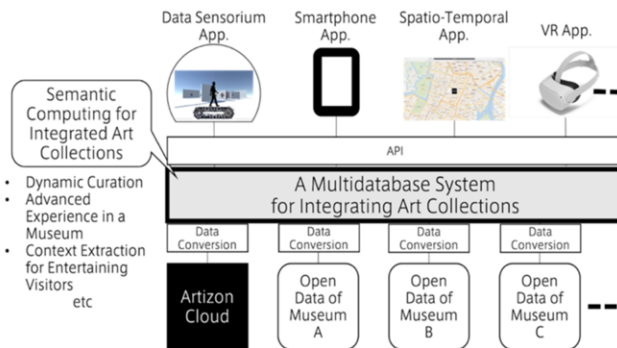 Data Sensorium
App.
Smartphone
App.
Spatio-Temporal
App.
VR App.
Semantic
Computing for
Integrated Art
Collections
• Dynamic Curation
• Advanced
Experience in a
Museum
• Context Extraction
for Entertaining
Visitors
etc
API
A Multidatabase System
for Integrating Art Collections
Data
Conversion
Data
Conversion
Data
Conversion
Data
Conversion
Artizon
Cloud
Open
Data of
Museum
A
Open
Data of
Museum
B
Open
Data of
Museum
C